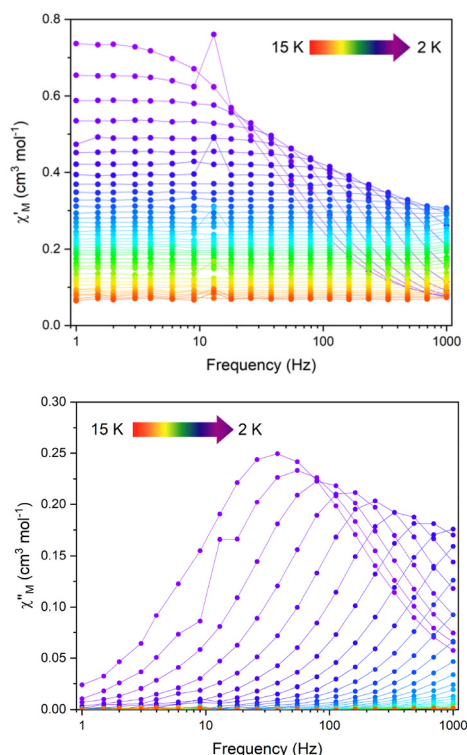 0.8
15 K 2 K
0.6
0.4
0.2
0.0
χ'M (cm³ mol⁻¹)
1 10 100 1000
Frequency (Hz)
0.30
15 K 2 K
0.25
0.20
0.15
0.10
0.05
0.00
χ"M (cm³ mol⁻¹)
1 10 100 1000
Frequency (Hz)